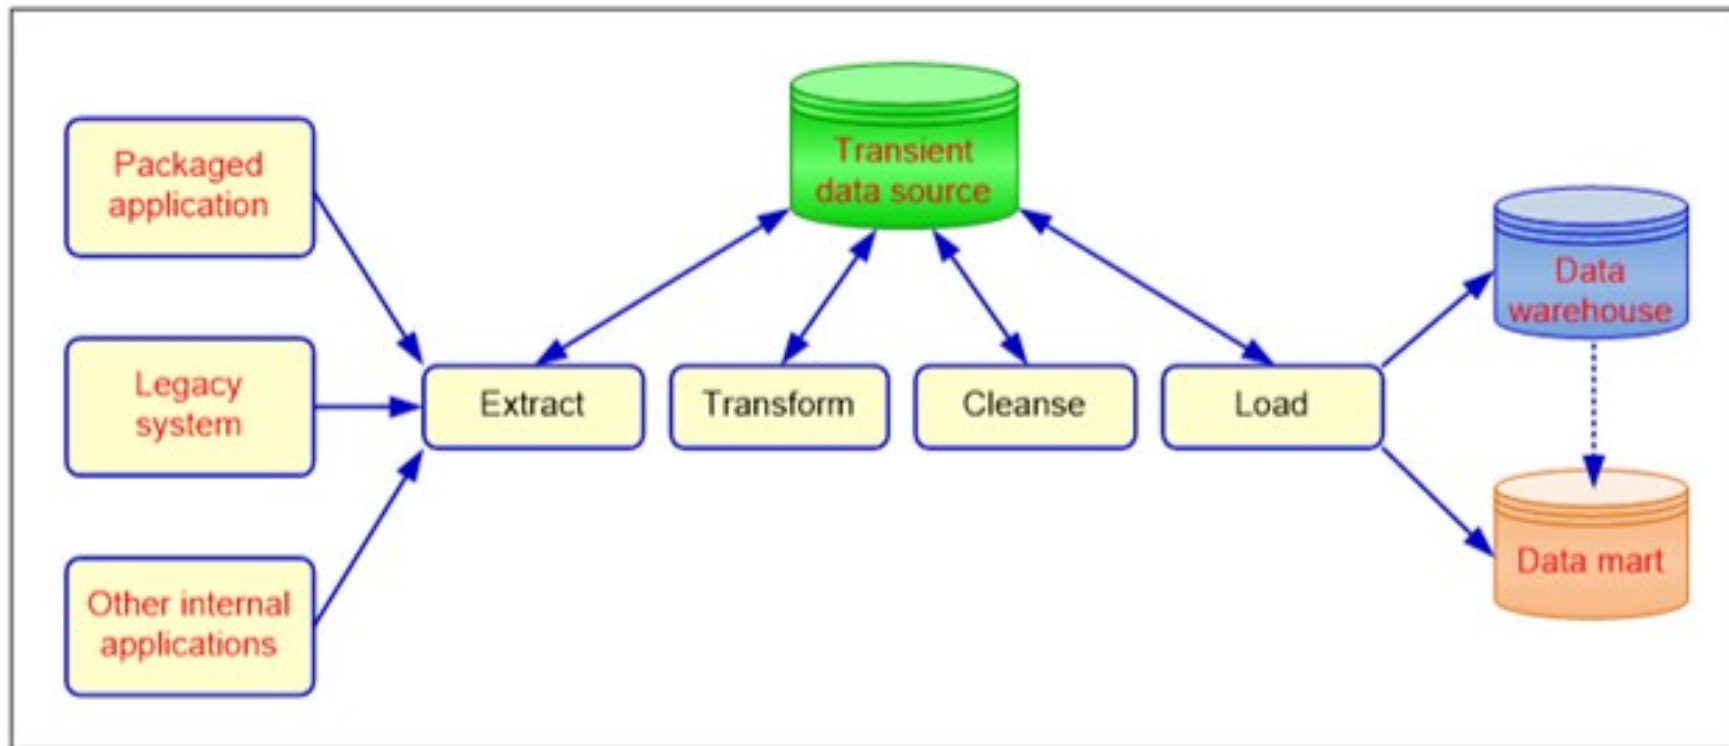 Packaged
application
Legacy
system
Other internal
applications
Transient
data source
Extract
Transform
Cleanse
Load
Data
warehouse
Data mart